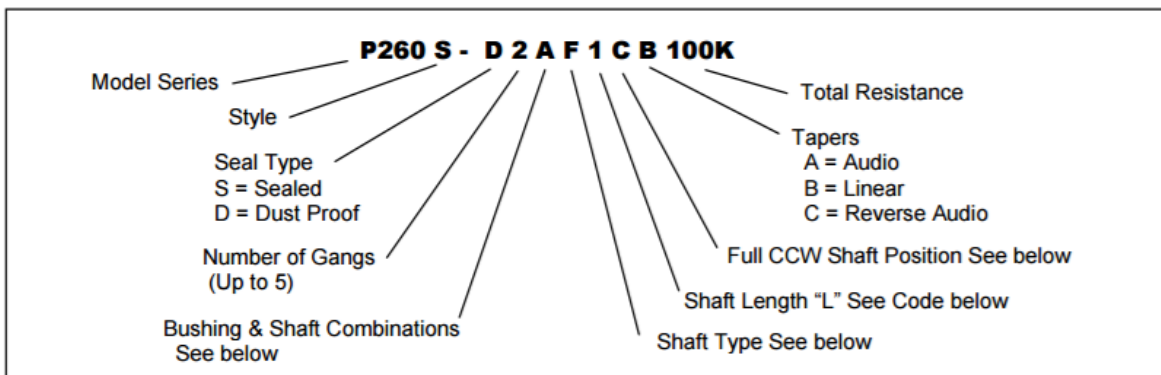 P260 S - D 2 A F 1 C B 100K
Model Series
Total Resistance
Style
Tapers
A = Audio
B = Linear
C = Reverse Audio
Seal Type
S = Sealed
D = Dust Proof
Number of Gangs
(Up to 5)
Full CCW Shaft Position See below
Shaft Length “L” See Code below
Bushing & Shaft Combinations
See below
Shaft Type See below